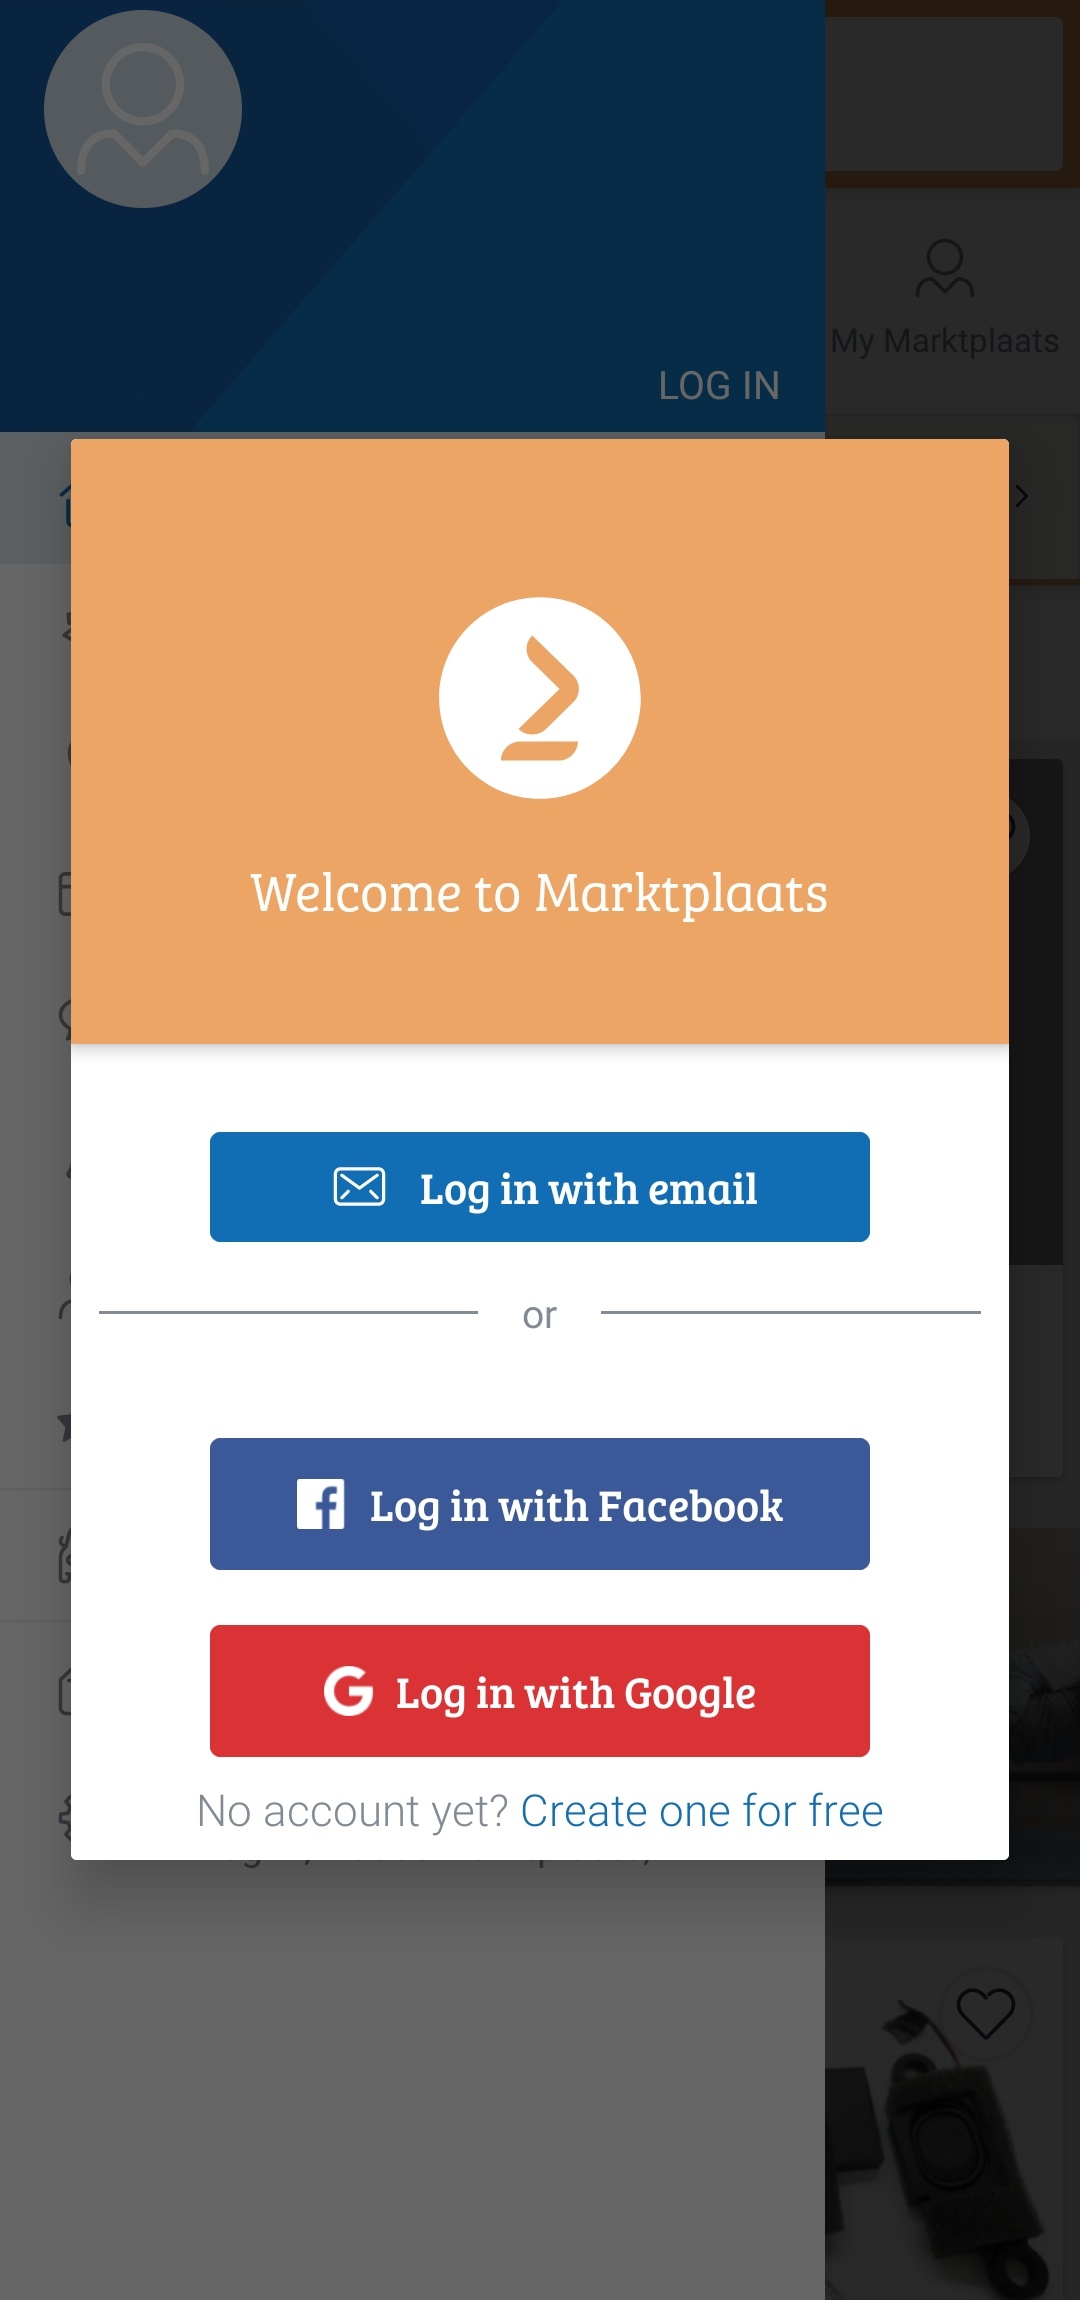 My Marktplaats
LOG IN
Welcome to Marktplaats
Log in with email
or
Log in with Facebook
Log in with Google
No account yet? Create one for free